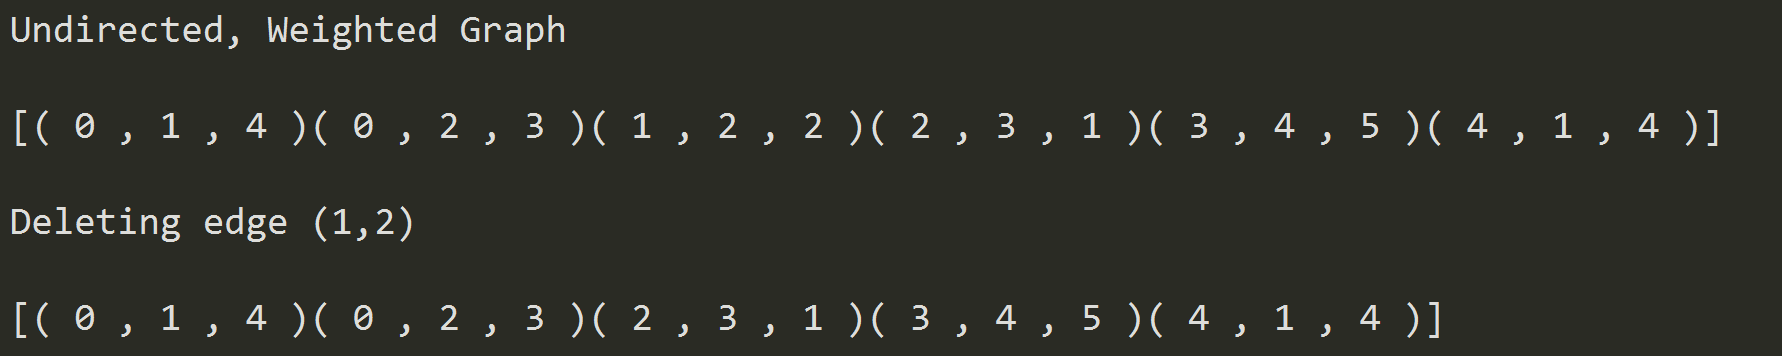 Undirected, Weighted Graph
[( 0 , 1 , 4 )( 0 , 2 , 3 )( 1 , 2 , 2 )( 2 , 3 , 1 )( 3 , 4 , 5 )( 4 , 1 , 4 )]
Deleting edge (1,2)
[( 0 , 1 , 4 )( 0 , 2 , 3 )( 2 , 3 , 1 )( 3 , 4 , 5 )( 4 , 1 , 4 )]